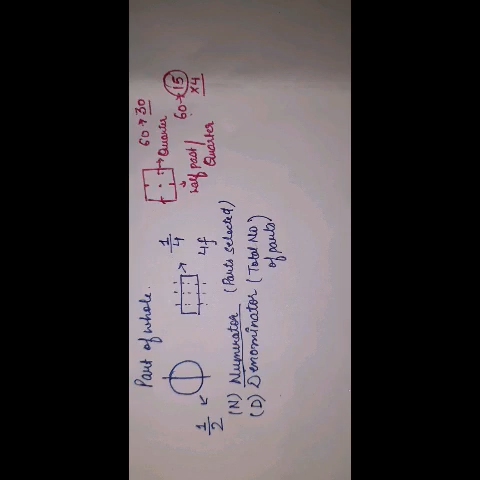 Part of whole.
1/2
1/4
4f
(N) Numerator (Parts selected)
(D) Denominator (Total No. of parts)
60→30
→Quarter
half past/
Quarter
60→15
x4